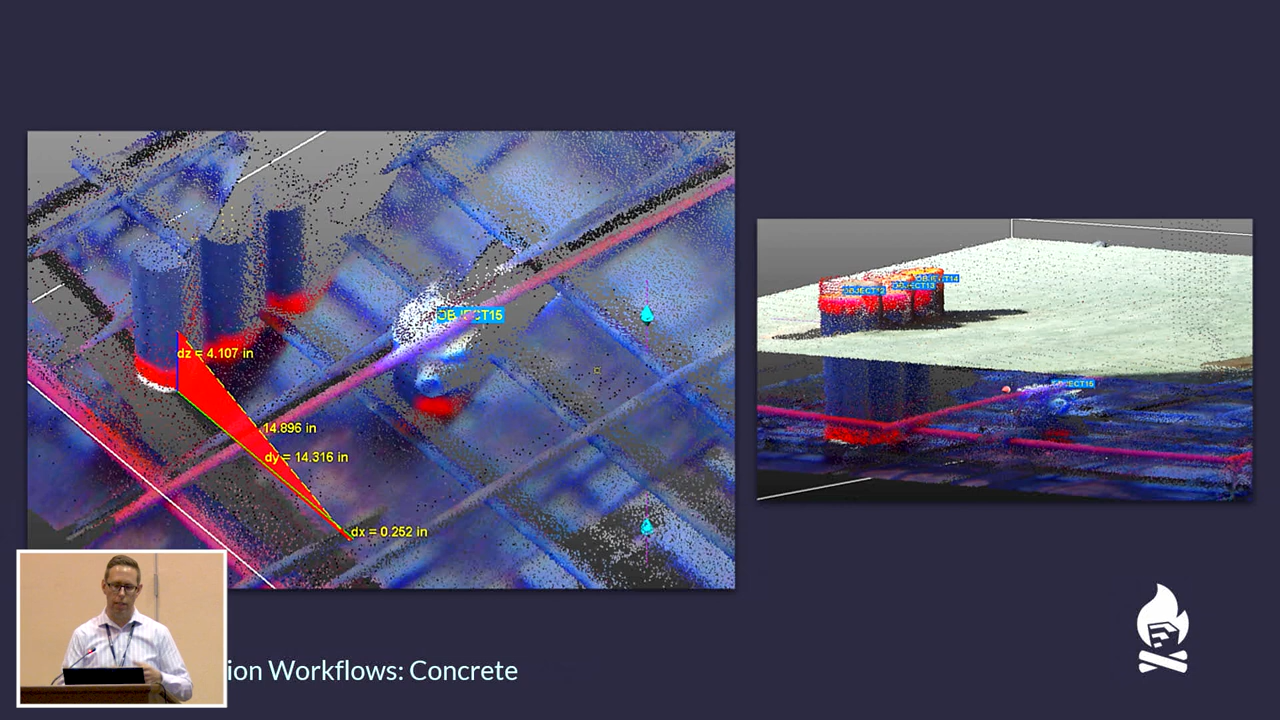 OBJECT15
dz = 4.107 in
14.896 in
dy = 14.316 in
dx = 0.252 in
OBJECT14
OBJECT13
OBJECT12
OBJECT15
ion Workflows: Concrete